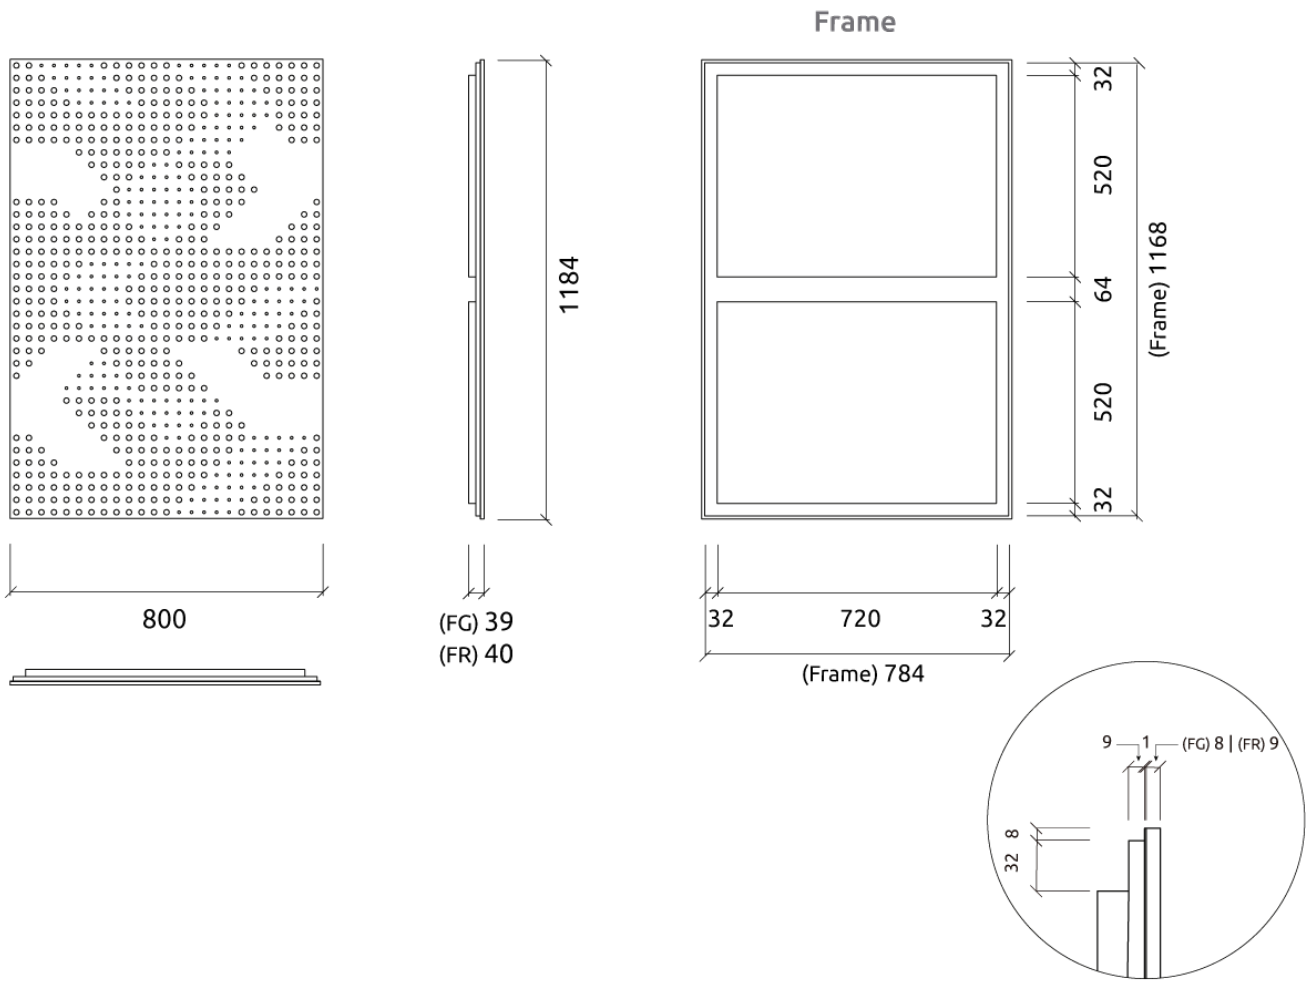 Frame
1184
800
(FG) 39
(FR) 40
32
520
64
520
32
(Frame) 1168
32 720 32
(Frame) 784
9 1 (FG) 8 | (FR) 9
8
32